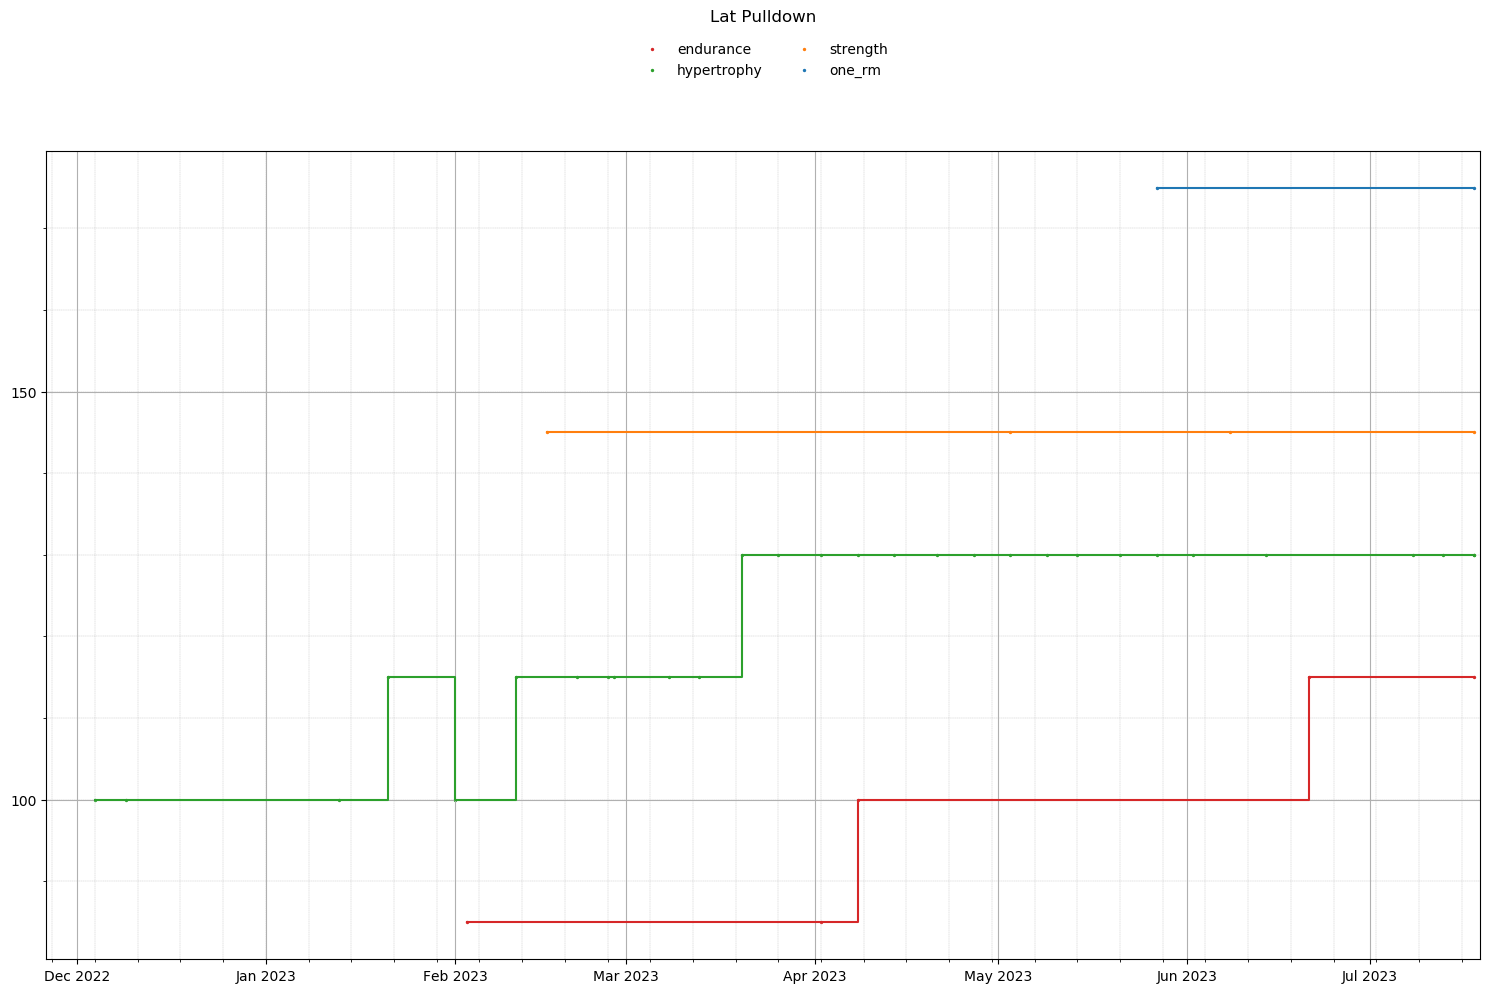 Lat Pulldown
endurance strength
hypertrophy one_rm
150
100
Dec 2022 Jan 2023 Feb 2023 Mar 2023 Apr 2023 May 2023 Jun 2023 Jul 2023